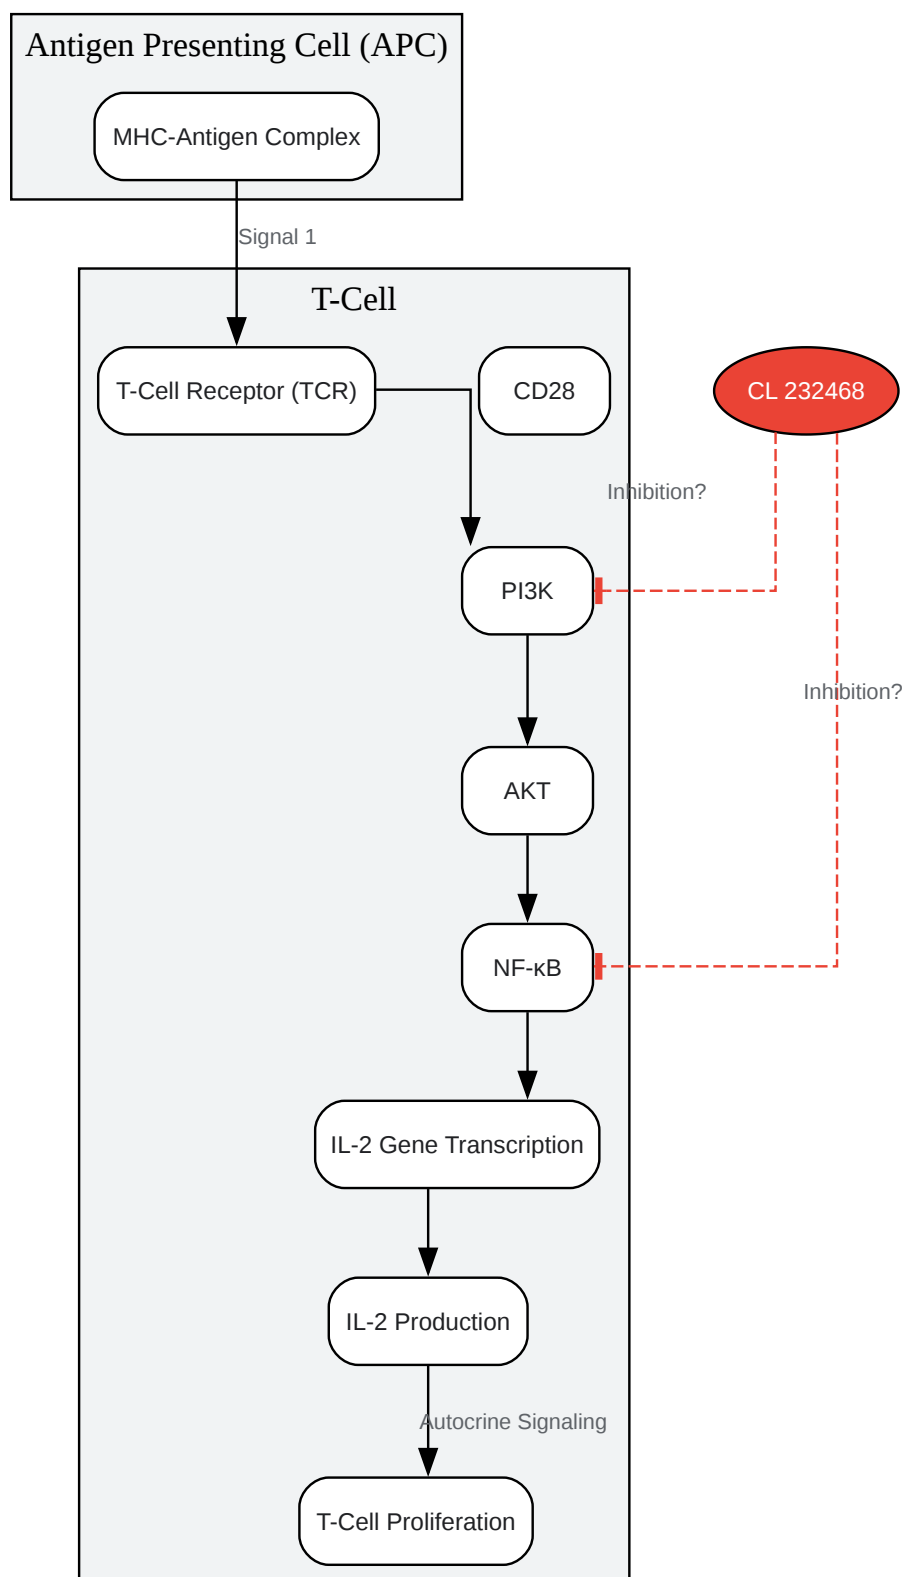 Antigen Presenting Cell (APC)
MHC-Antigen Complex
Signal 1
T-Cell
T-Cell Receptor (TCR)
CD28
CL 232468
Inhibition?
PI3K
Inhibition?
AKT
NF-κB
IL-2 Gene Transcription
IL-2 Production
Autocrine Signaling
T-Cell Proliferation